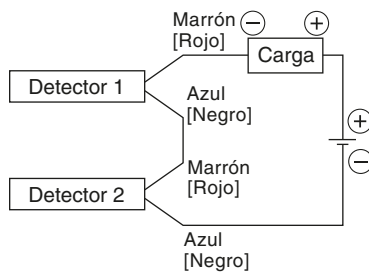 Marrón
[Rojo]
⊖
⊕
Carga
Detector 1
Azul
[Negro]
⊕
⊖
Marrón
[Rojo]
Detector 2
Azul
[Negro]